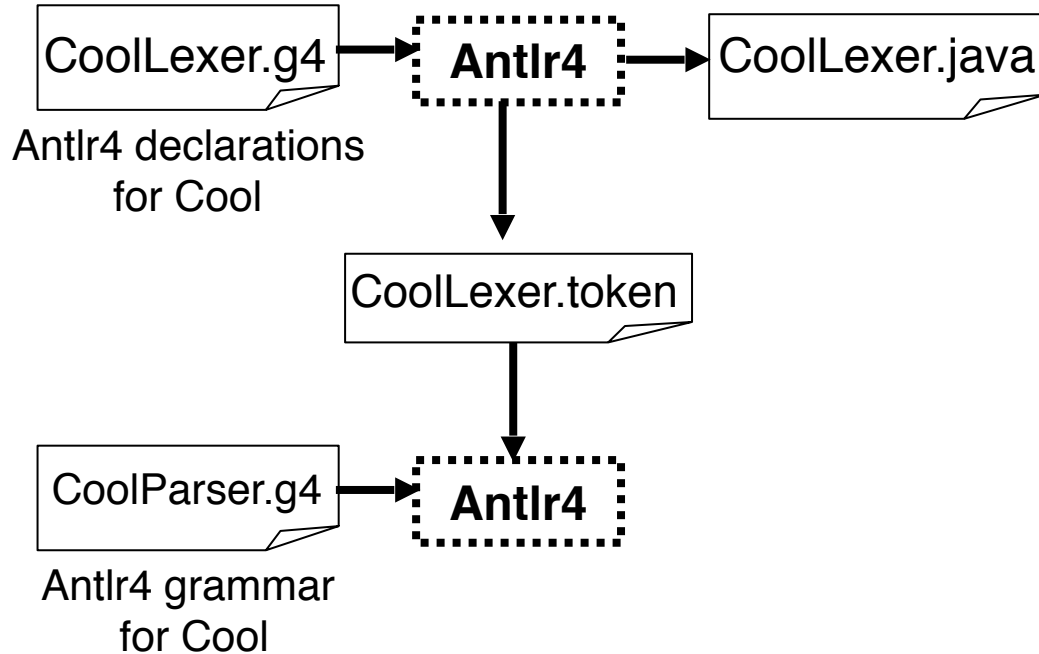 CoolLexer.g4
Antlr4
CoolLexer.java
Antlr4 declarations
for Cool
CoolLexer.token
CoolParser.g4
Antlr4
Antlr4 grammar
for Cool